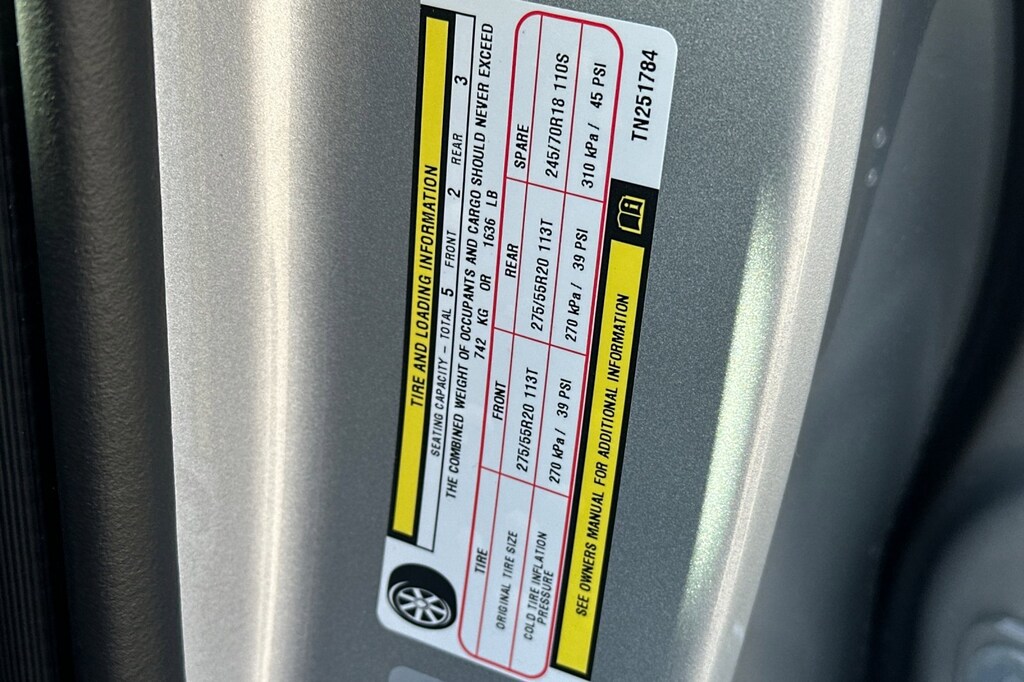 TIRE AND LOADING INFORMATION
SEATING CAPACITY - TOTAL 5 FRONT 2 REAR 3
THE COMBINED WEIGHT OF OCCUPANTS AND CARGO SHOULD NEVER EXCEED
742 KG OR 1636 LB
TIRE FRONT REAR SPARE
ORIGINAL TIRE SIZE 275/55R20 113T 275/55R20 113T 245/70R18 110S
COLD TIRE INFLATION
PRESSURE 270 kPa / 39 PSI 270 kPa / 39 PSI 310 kPa / 45 PSI
SEE OWNERS MANUAL FOR ADDITIONAL INFORMATION
TN251784